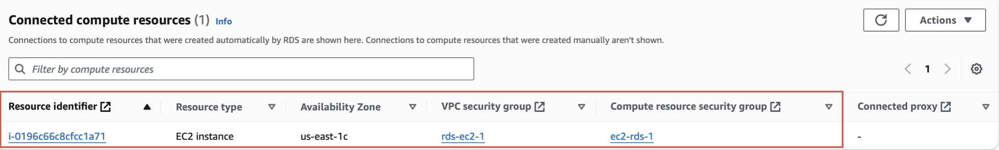 Connected compute resources (1) Info
Actions
Connections to compute resources that were created automatically by RDS are shown here. Connections to compute resources that were created manually aren't shown.
Filter by compute resources
1
Resource identifier Resource type Availability Zone VPC security group Compute resource security group Connected proxy
i-0196c66c8cfcc1a71 EC2 instance us-east-1c rds-ec2-1 ec2-rds-1 -